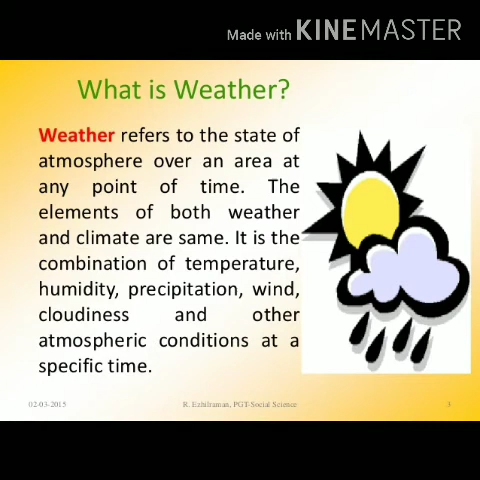 Made with KINEMASTER
What is Weather?
Weather refers to the state of
atmosphere over an area at
any point of time. The
elements of both weather
and climate are same. It is the
combination of temperature,
humidity, precipitation, wind,
cloudiness and other
atmospheric conditions at a
specific time.
02-03-2015 R. Ezhilraman, PGT-Social Science 3